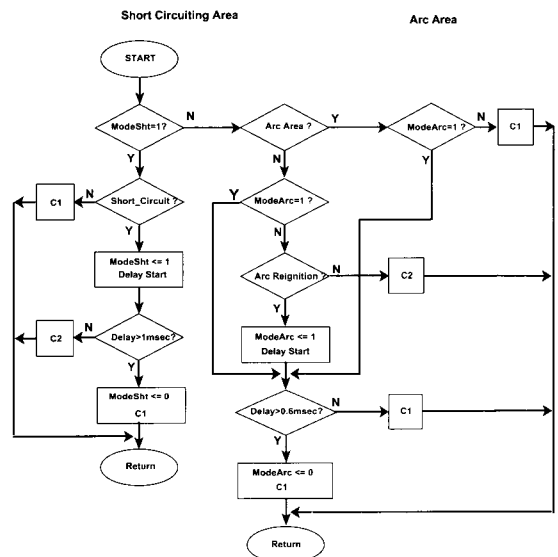 Short Circuiting Area
Arc Area
START
ModeSht=1?
N
Arc Area ?
Y
ModeArc=1 ?
N
C1
Y
N
Y
C1
N
Short_Circuit ?
Y
ModeArc=1 ?
Y
N
ModeSht <= 1
Delay Start
Arc Reignition ?
N
C2
Y
C2
N
Delay>1msec?
ModeArc <= 1
Delay Start
Y
ModeSht <= 0
C1
Delay>0.6msec?
N
C1
Y
Return
ModeArc <= 0
C1
Return